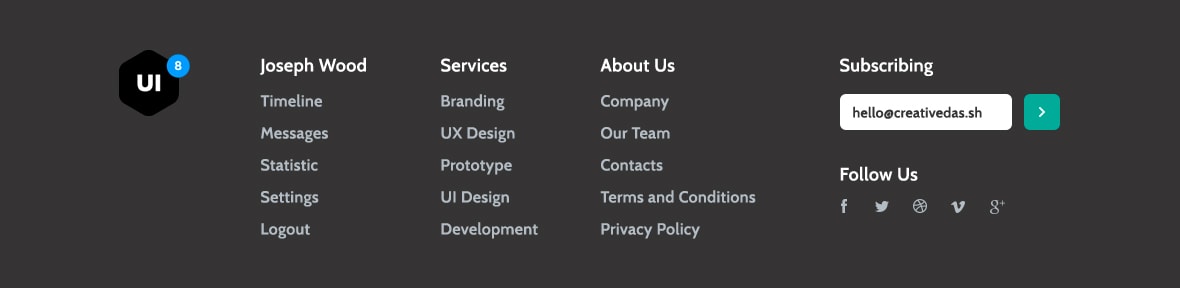 UI
8
Joseph Wood
Timeline
Messages
Statistic
Settings
Logout
Services
Branding
UX Design
Prototype
UI Design
Development
About Us
Company
Our Team
Contacts
Terms and Conditions
Privacy Policy
Subscribing
hello@creativedas.sh
Follow Us